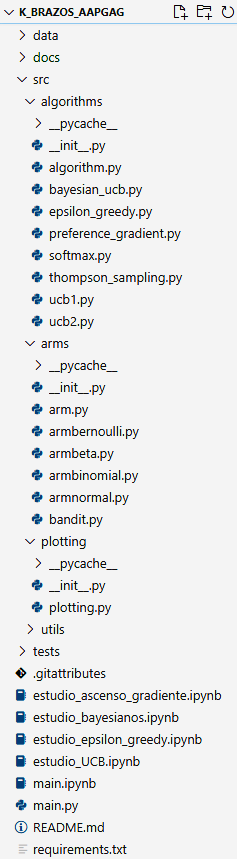 K_BRAZOS_AAPGAG
data
docs
src
algorithms
__pycache__
__init__.py
algorithm.py
bayesian_ucb.py
epsilon_greedy.py
preference_gradient.py
softmax.py
thompson_sampling.py
ucb1.py
ucb2.py
arms
__pycache__
__init__.py
arm.py
armbernoulli.py
armbeta.py
armbinomial.py
armnormal.py
bandit.py
plotting
__pycache__
__init__.py
plotting.py
utils
tests
.gitattributes
estudio_ascenso_gradiente.ipynb
estudio_bayesianos.ipynb
estudio_epsilon_greedy.ipynb
estudio_UCB.ipynb
main.ipynb
main.py
README.md
requirements.txt